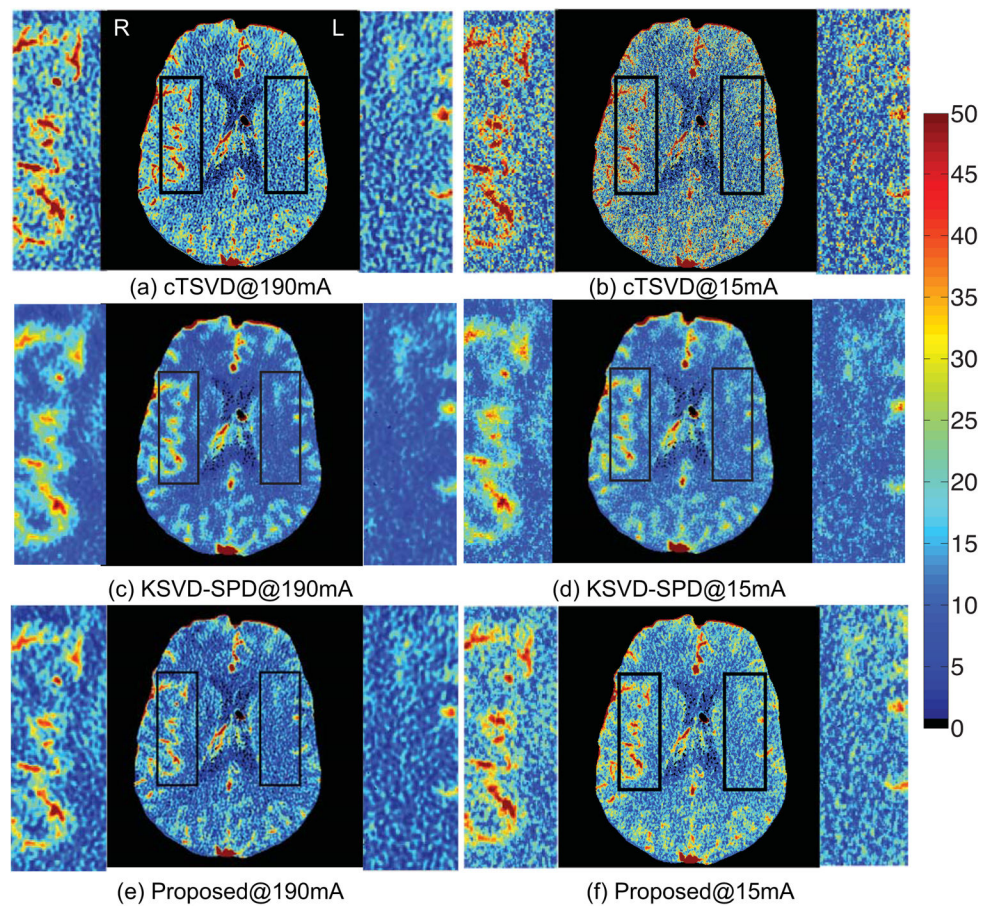 R L
(a) cTSVD@190mA
(b) cTSVD@15mA
(c) KSVD-SPD@190mA
(d) KSVD-SPD@15mA
(e) Proposed@190mA
(f) Proposed@15mA
50
45
40
35
30
25
20
15
10
5
0